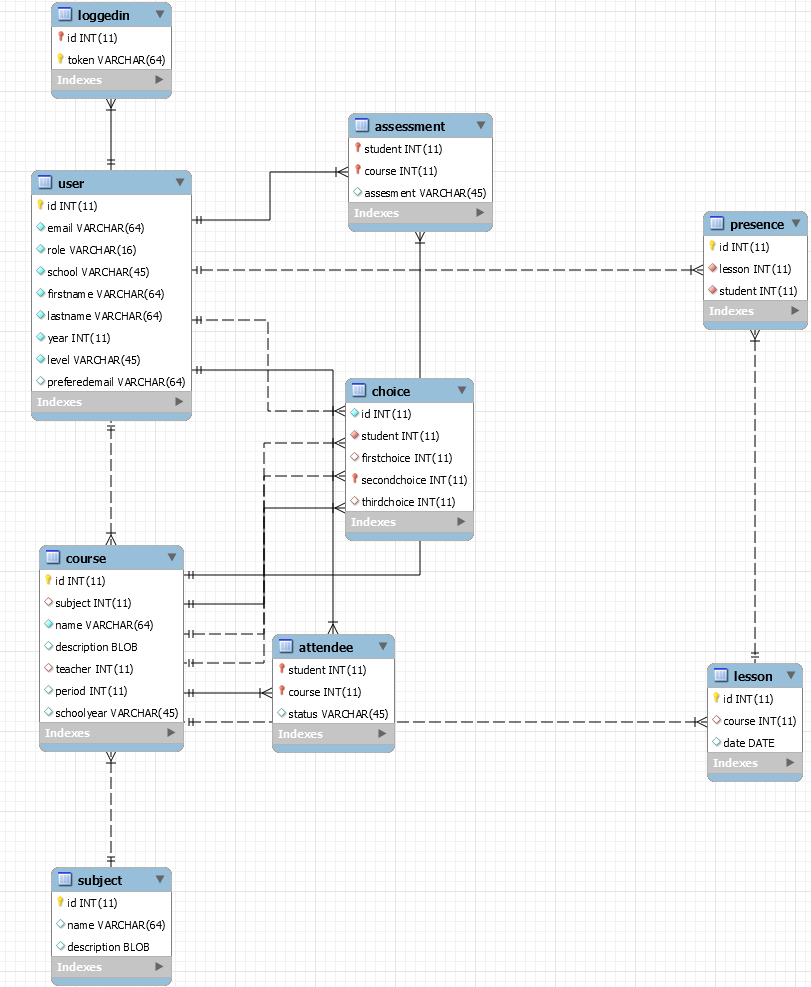 loggedin
id INT(11)
token VARCHAR(64)
Indexes
user
id INT(11)
email VARCHAR(64)
role VARCHAR(16)
school VARCHAR(45)
firstname VARCHAR(64)
lastname VARCHAR(64)
year INT(11)
level VARCHAR(45)
preferedemail VARCHAR(64)
Indexes
assessment
student INT(11)
course INT(11)
assesment VARCHAR(45)
Indexes
presence
id INT(11)
lesson INT(11)
student INT(11)
Indexes
choice
id INT(11)
student INT(11)
firstchoice INT(11)
secondchoice INT(11)
thirdchoice INT(11)
Indexes
course
id INT(11)
subject INT(11)
name VARCHAR(64)
description BLOB
teacher INT(11)
period INT(11)
schoolyear VARCHAR(45)
Indexes
attendee
student INT(11)
course INT(11)
status VARCHAR(45)
Indexes
lesson
id INT(11)
course INT(11)
date DATE
Indexes
subject
id INT(11)
name VARCHAR(64)
description BLOB
Indexes